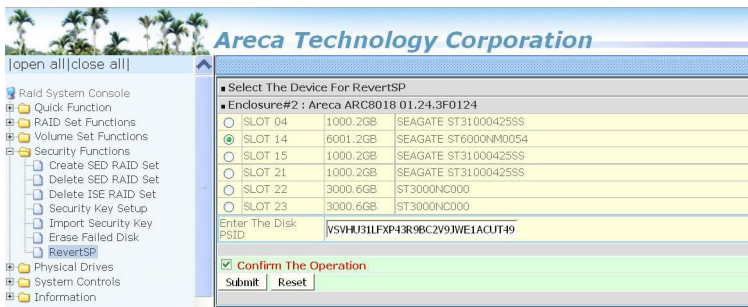 Areca Technology Corporation
|open all|close all|
Raid System Console
Quick Function
RAID Set Functions
Volume Set Functions
Security Functions
Create SED RAID Set
Delete SED RAID Set
Delete ISE RAID Set
Security Key Setup
Import Security Key
Erase Failed Disk
RevertSP
Physical Drives
System Controls
Information
Select The Device For RevertSP
Enclosure#2 : Areca ARC8018 01.24.3F0124
SLOT 04 1000.2GB SEAGATE ST31000425SS
SLOT 14 6001.2GB SEAGATE ST6000NM0054
SLOT 15 1000.2GB SEAGATE ST31000425SS
SLOT 21 1000.2GB SEAGATE ST31000425SS
SLOT 22 3000.6GB ST3000NC000
SLOT 23 3000.6GB ST3000NC000
Enter The Disk
PSID
VSVHU31LFXP43R9BC2V9JWE1ACUT49
Confirm The Operation
Submit Reset